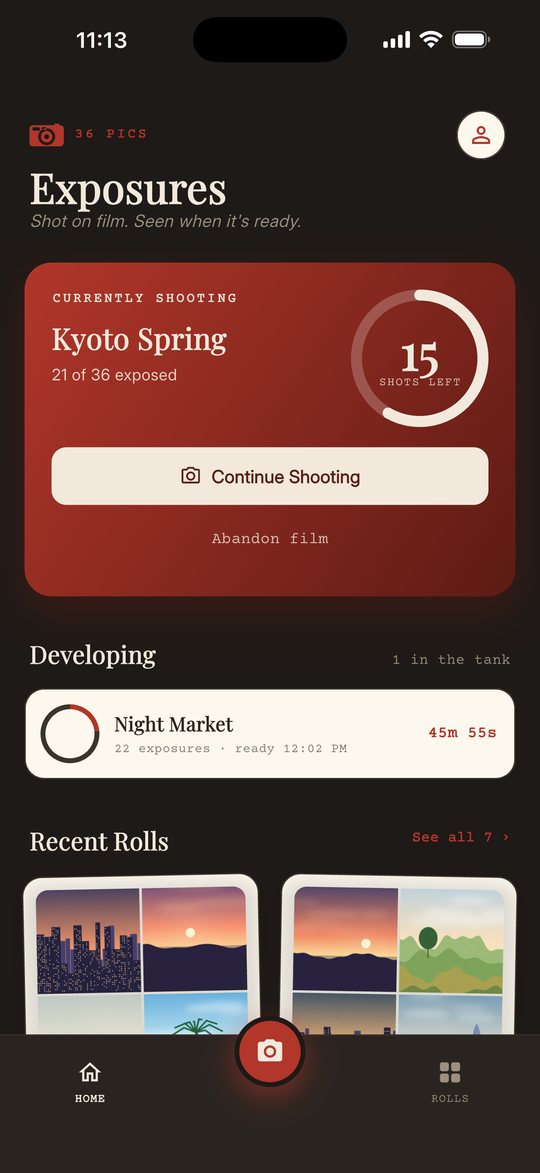 11:13
36 PICS
Exposures
Shot on film. Seen when it's ready.
CURRENTLY SHOOTING
Kyoto Spring
21 of 36 exposed
15
SHOTS LEFT
Continue Shooting
Abandon film
Developing
1 in the tank
Night Market
22 exposures · ready 12:02 PM
45m 55s
Recent Rolls
See all 7 ›
HOME
ROLLS